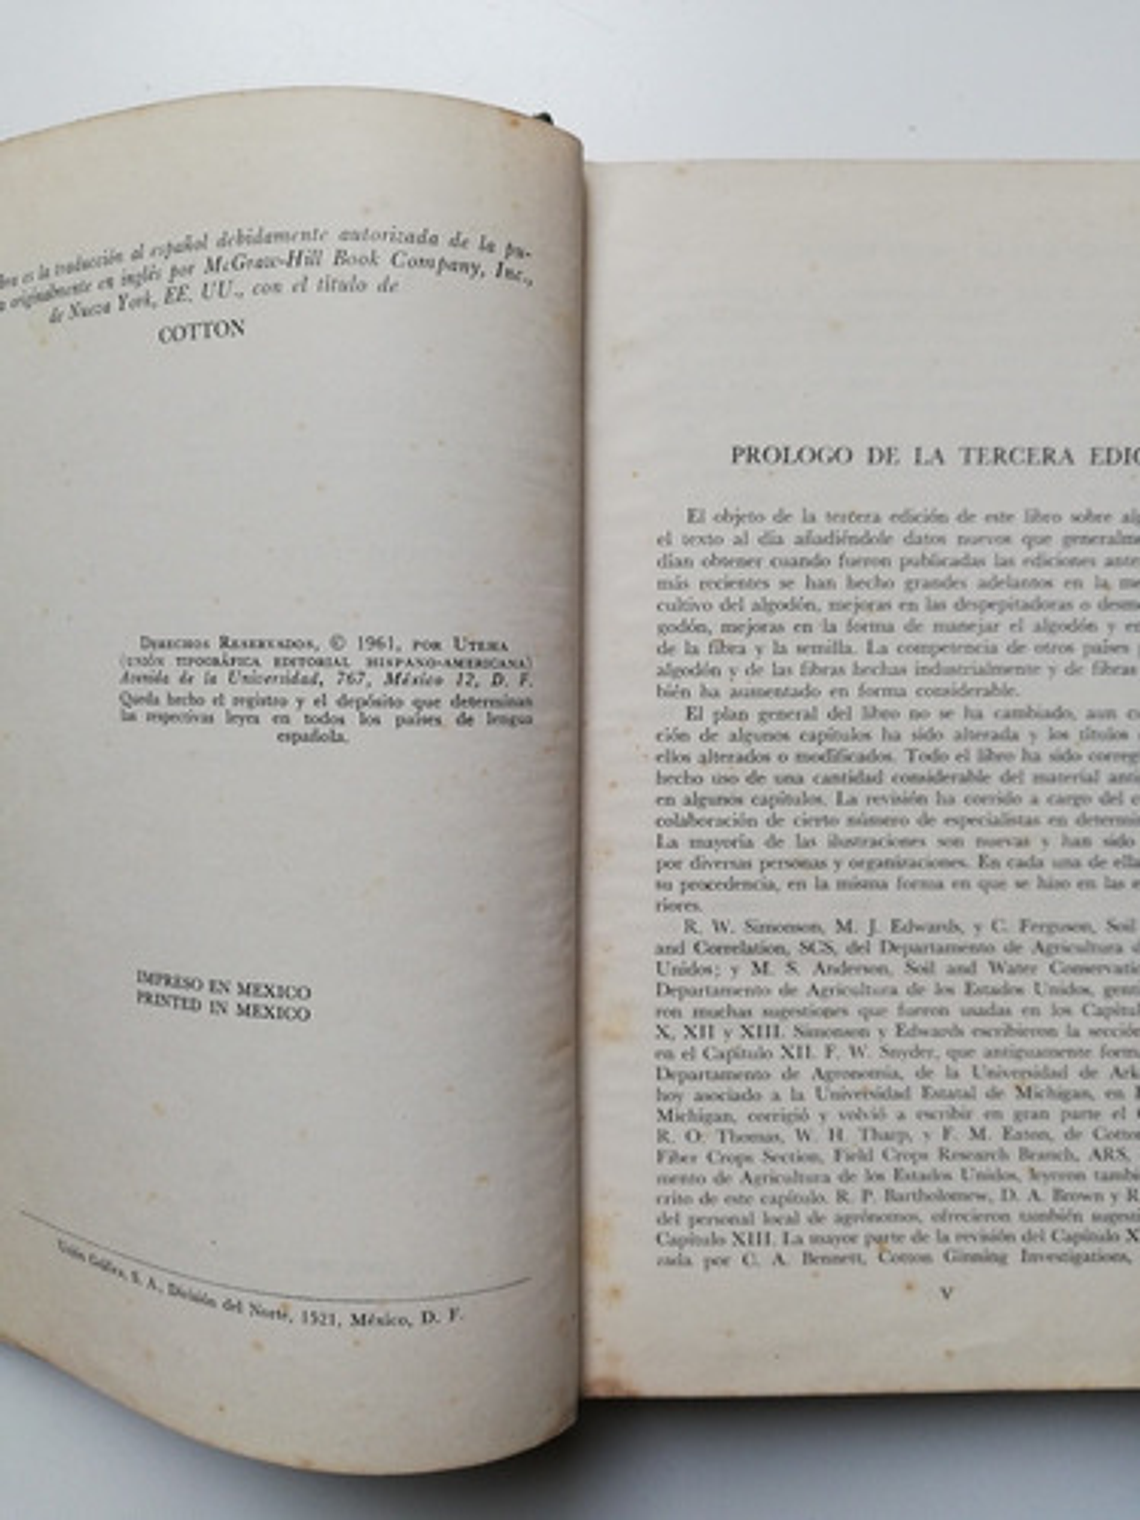 es la traducción al español debidamente autorizada de la pu-
originalmente en inglés por McGraw-Hill Book Company, Inc.,
de Nueva York, EE. UU., con el título de
COTTON
Derechos Reservados, © 1961, por Uteha
(unión tipográfica editorial hispano-americana)
Avenida de la Universidad, 767, México 12, D. F.
Queda hecho el registro y el depósito que determinan
las respectivas leyes en todos los países de lengua
española.
IMPRESO EN MEXICO
PRINTED IN MEXICO
Unión Gráfica, S. A., División del Norte, 1521, México, D. F.
PROLOGO DE LA TERCERA EDIC
El objeto de la tercera edición de este libro sobre alg
el texto al día añadiéndole datos nuevos que generalme
dían obtener cuando fueron publicadas las ediciones ante
más recientes se han hecho grandes adelantos en la me
cultivo del algodón, mejoras en las despepitadoras o desm
godón, mejoras en la forma de manejar el algodón y en
de la fibra y la semilla. La competencia de otros países
algodón y de las fibras hechas industrialmente y de fibras
bién ha aumentado en forma considerable.
El plan general del libro no se ha cambiado, aun c
ción de algunos capítulos ha sido alterada y los títulos
ellos alterados o modificados. Todo el libro ha sido correg
hecho uso de una cantidad considerable del material anti
en algunos capítulos. La revisión ha corrido a cargo del e
colaboración de cierto número de especialistas en determi
La mayoría de las ilustraciones son nuevas y han sido
por diversas personas y organizaciones. En cada una de ella
su procedencia, en la misma forma en que se hizo en las e
riores.
R. W. Simonson, M. J. Edwards, y C. Ferguson, Soil
and Correlation, SCS, del Departamento de Agricultura d
Unidos; y M. S. Anderson, Soil and Water Conservati
Departamento de Agricultura de los Estados Unidos, genti
ron muchas sugestiones que fueron usadas en los Capítul
X, XII y XIII. Simonson y Edwards escribieron la sección
en el Capítulo XII. F. W. Snyder, que antiguamente form
Departamento de Agronomía, de la Universidad de Ark
hoy asociado a la Universidad Estatal de Michigan, en
Michigan, corrigió y volvió a escribir en gran parte el
R. O. Thomas, W. H. Tharp, y F. M. Eaton, de Cotto
Fiber Crops Section, Field Crops Research Branch, ARS,
mento de Agricultura de los Estados Unidos, leyeron tambi
crito de este capítulo. R. P. Bartholomew, D. A. Brown y R
del personal local de agrónomos, ofrecieron también sugesti
Capítulo XIII. La mayor parte de la revisión del Capítulo X
zada por C. A. Bennett, Cotton Ginning Investigations,
V